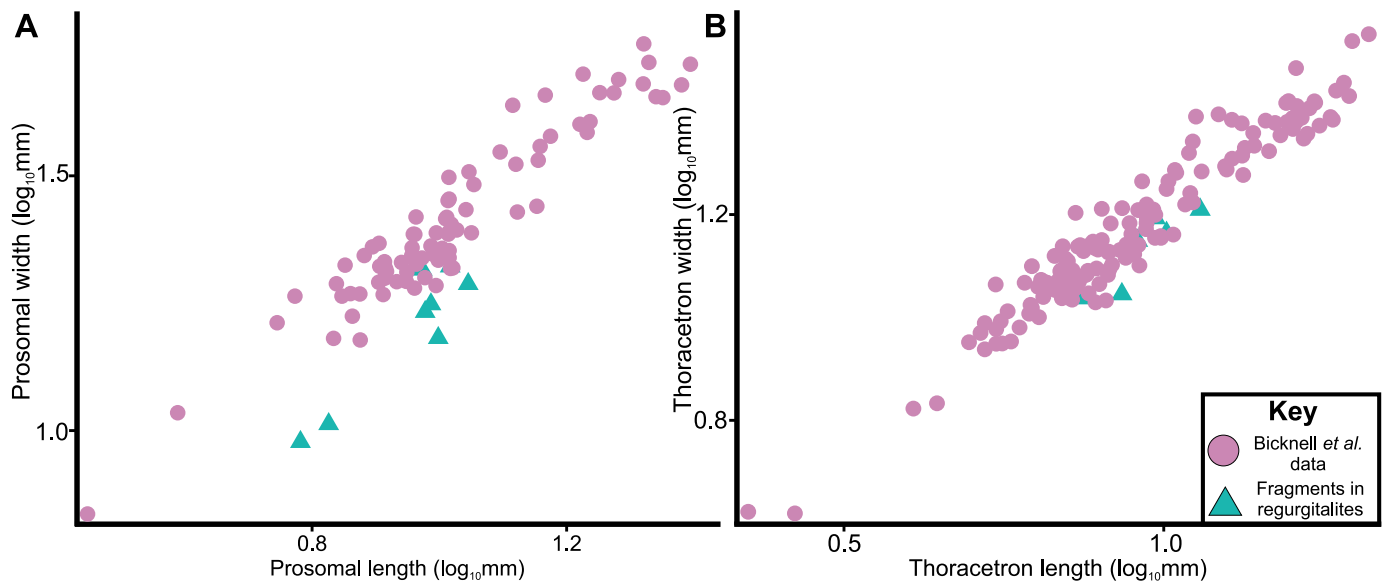 A
Prosomal width (log₁₀mm)
1.5
1.0
0.8
1.2
Prosomal length (log₁₀mm)
B
Thoracetron width (log₁₀mm)
1.2
0.8
0.5
1.0
Thoracetron length (log₁₀mm)
Key
Bicknell et al.
data
Fragments in
regurgitalites